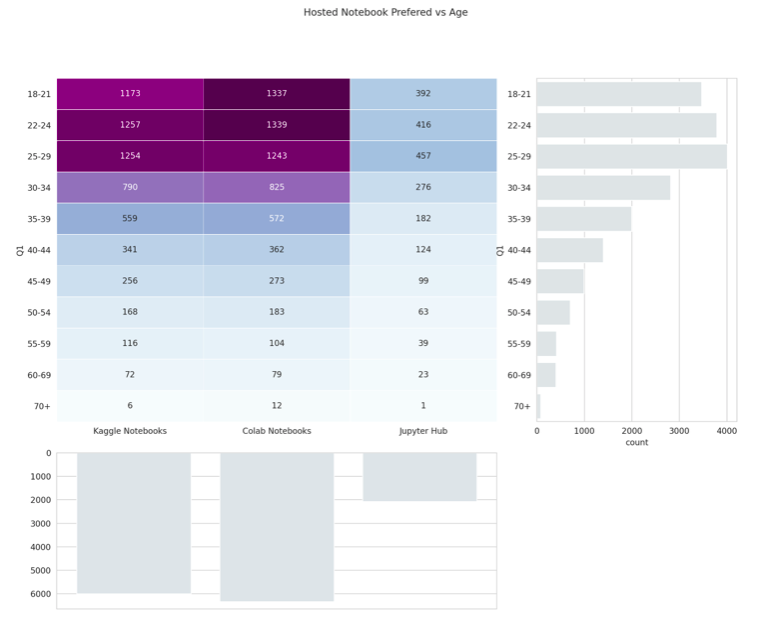 Hosted Notebook Prefered vs Age
18-21 1173 1337 392
22-24 1257 1339 416
25-29 1254 1243 457
30-34 790 825 276
35-39 559 572 182
40-44 341 362 124
45-49 256 273 99
50-54 168 183 63
55-59 116 104 39
60-69 72 79 23
70+ 6 12 1
Q1
Kaggle Notebooks Colab Notebooks Jupyter Hub
18-21
22-24
25-29
30-34
35-39
40-44
45-49
50-54
55-59
60-69
70+
Q1
0 1000 2000 3000 4000
count
0
1000
2000
3000
4000
5000
6000